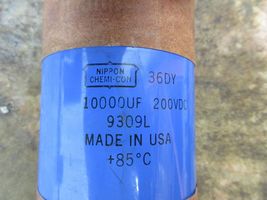 NIPPON
CHEMI-CON
36DY
10000UF 200VDC
9309L
MADE IN USA
+85°C